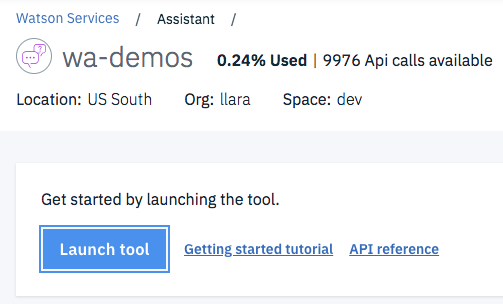 Watson Services / Assistant /
wa-demos 0.24% Used | 9976 Api calls available
Location: US South Org: llara Space: dev
Get started by launching the tool.
Launch tool Getting started tutorial API reference